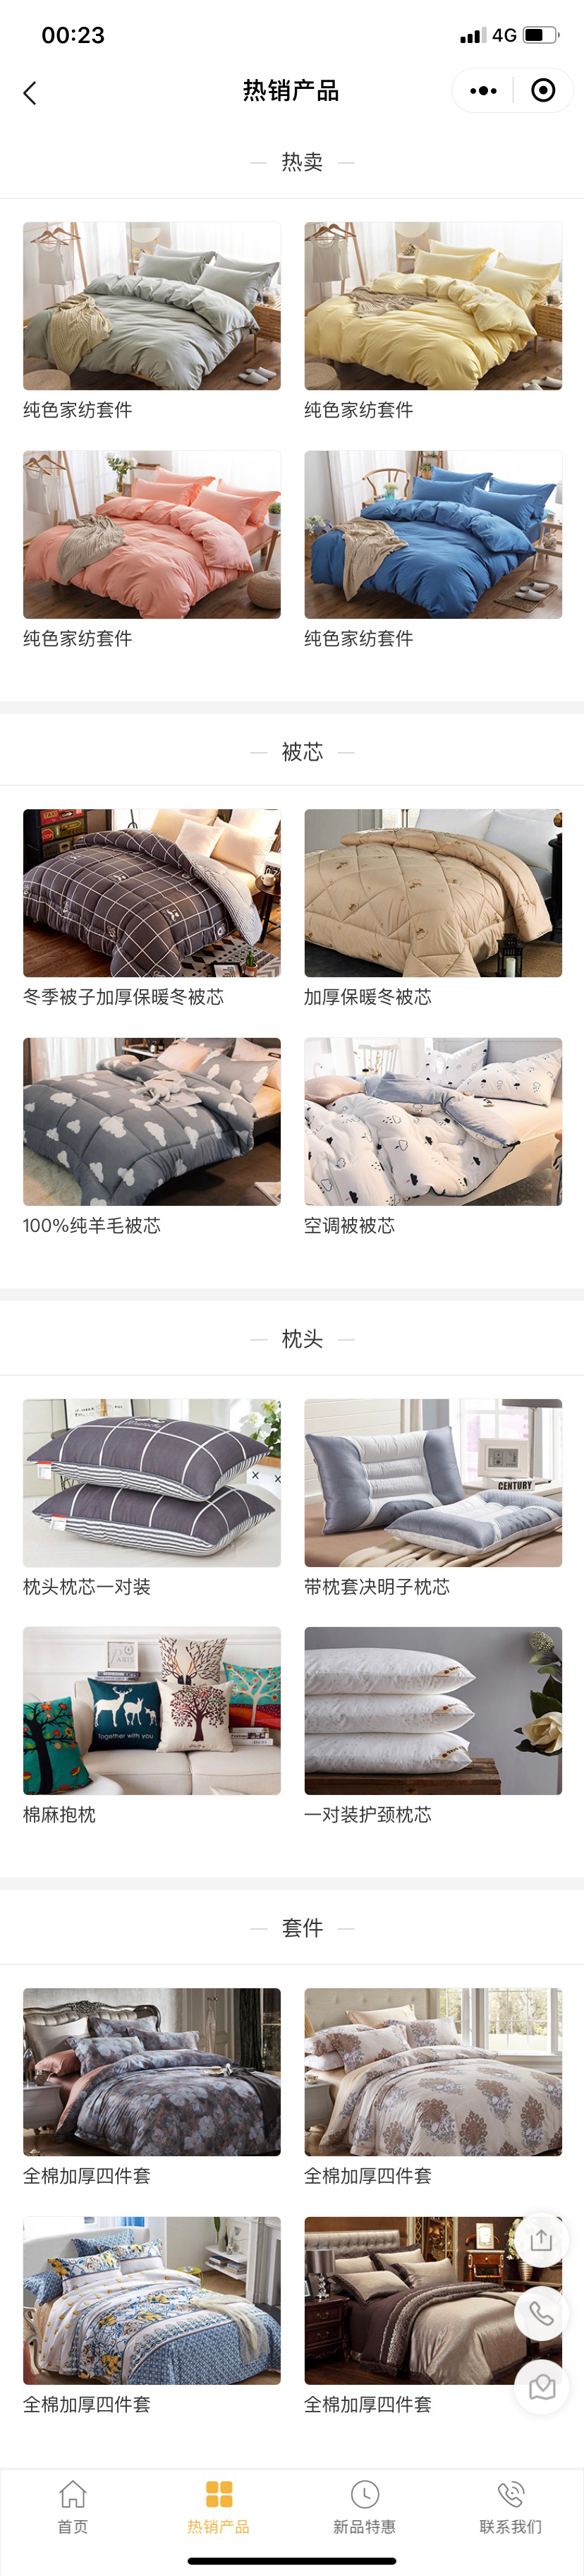 00:23
4G
热销产品
热卖
纯色家纺套件
纯色家纺套件
纯色家纺套件
纯色家纺套件
被芯
冬季被子加厚保暖冬被芯
加厚保暖冬被芯
100%纯羊毛被芯
空调被被芯
枕头
CENTURY
枕头枕芯一对装
带枕套决明子枕芯
Together with you
棉麻抱枕
一对装护颈枕芯
套件
全棉加厚四件套
全棉加厚四件套
全棉加厚四件套
全棉加厚四件套
首页
热销产品
新品特惠
联系我们